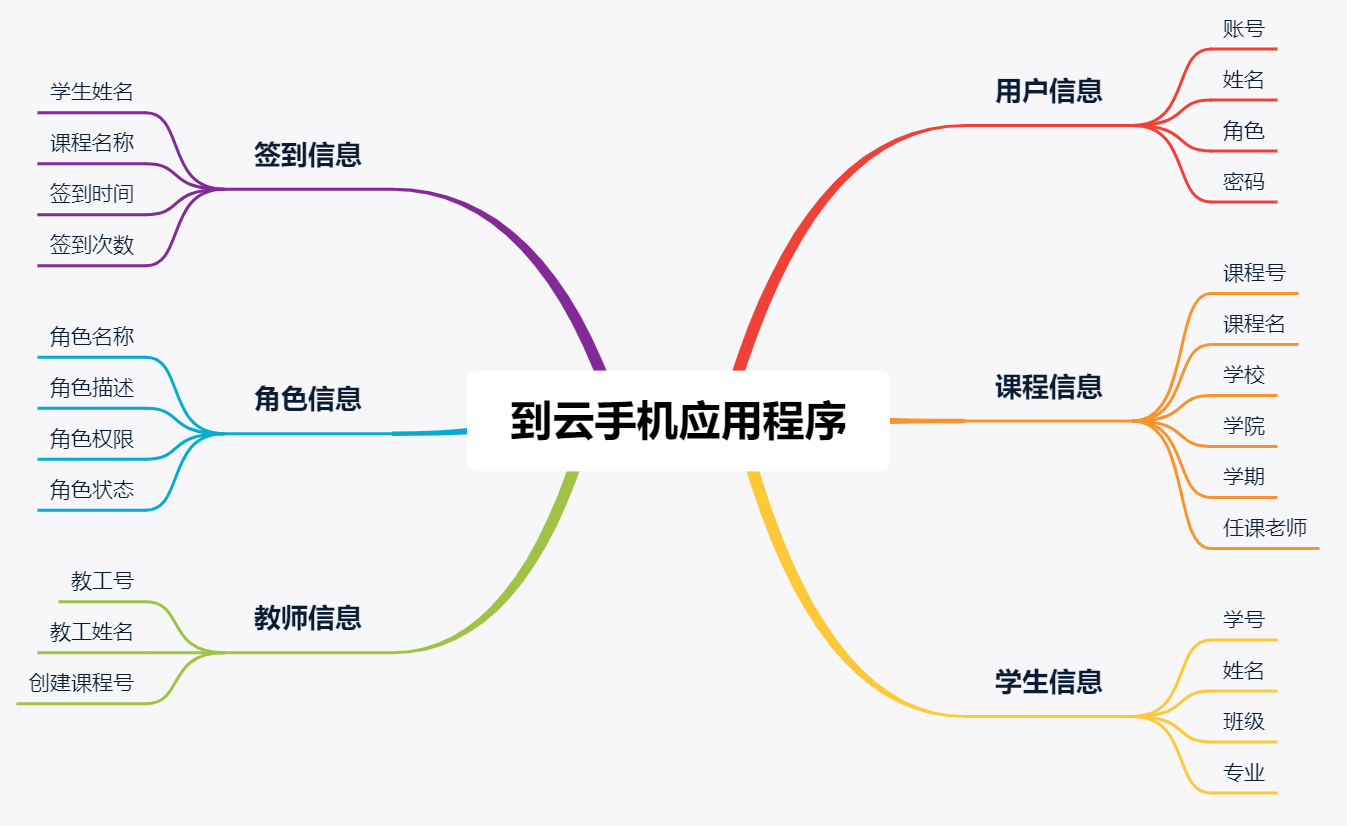 到云手机应用程序
用户信息
账号
姓名
角色
密码
课程信息
课程号
课程名
学校
学院
学期
任课老师
学生信息
学号
姓名
班级
专业
签到信息
学生姓名
课程名称
签到时间
签到次数
角色信息
角色名称
角色描述
角色权限
角色状态
教师信息
教工号
教工姓名
创建课程号